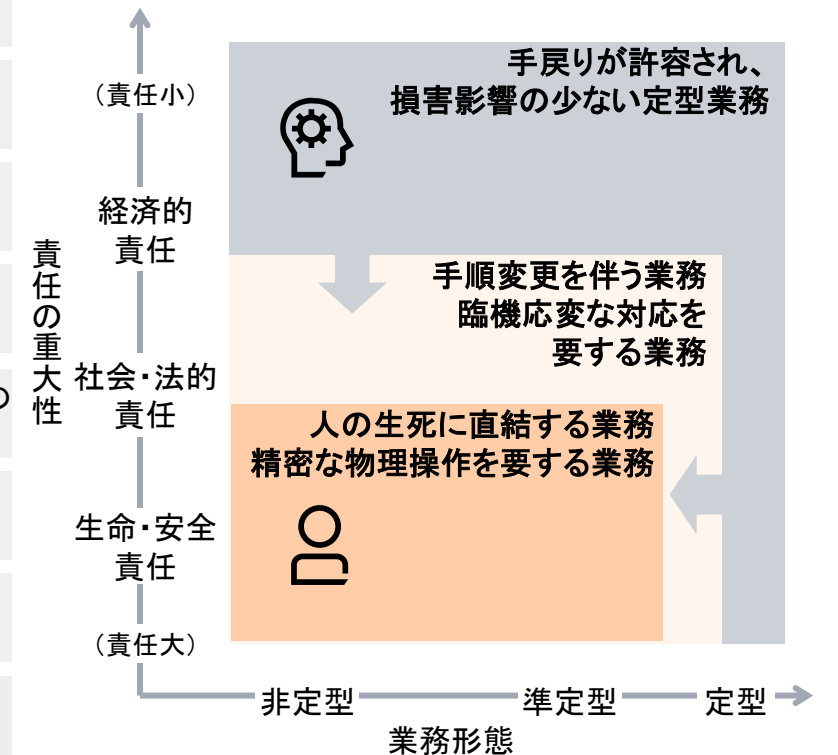 （責任小）
経済的
責任
社会・法的
責任
生命・安全
責任
（責任大）
責任の重大性
手戻りが許容され、
損害影響の少ない定型業務
手順変更を伴う業務
臨機応変な対応を
要する業務
人の生死に直結する業務
精密な物理操作を要する業務
非定型
準定型
定型
業務形態